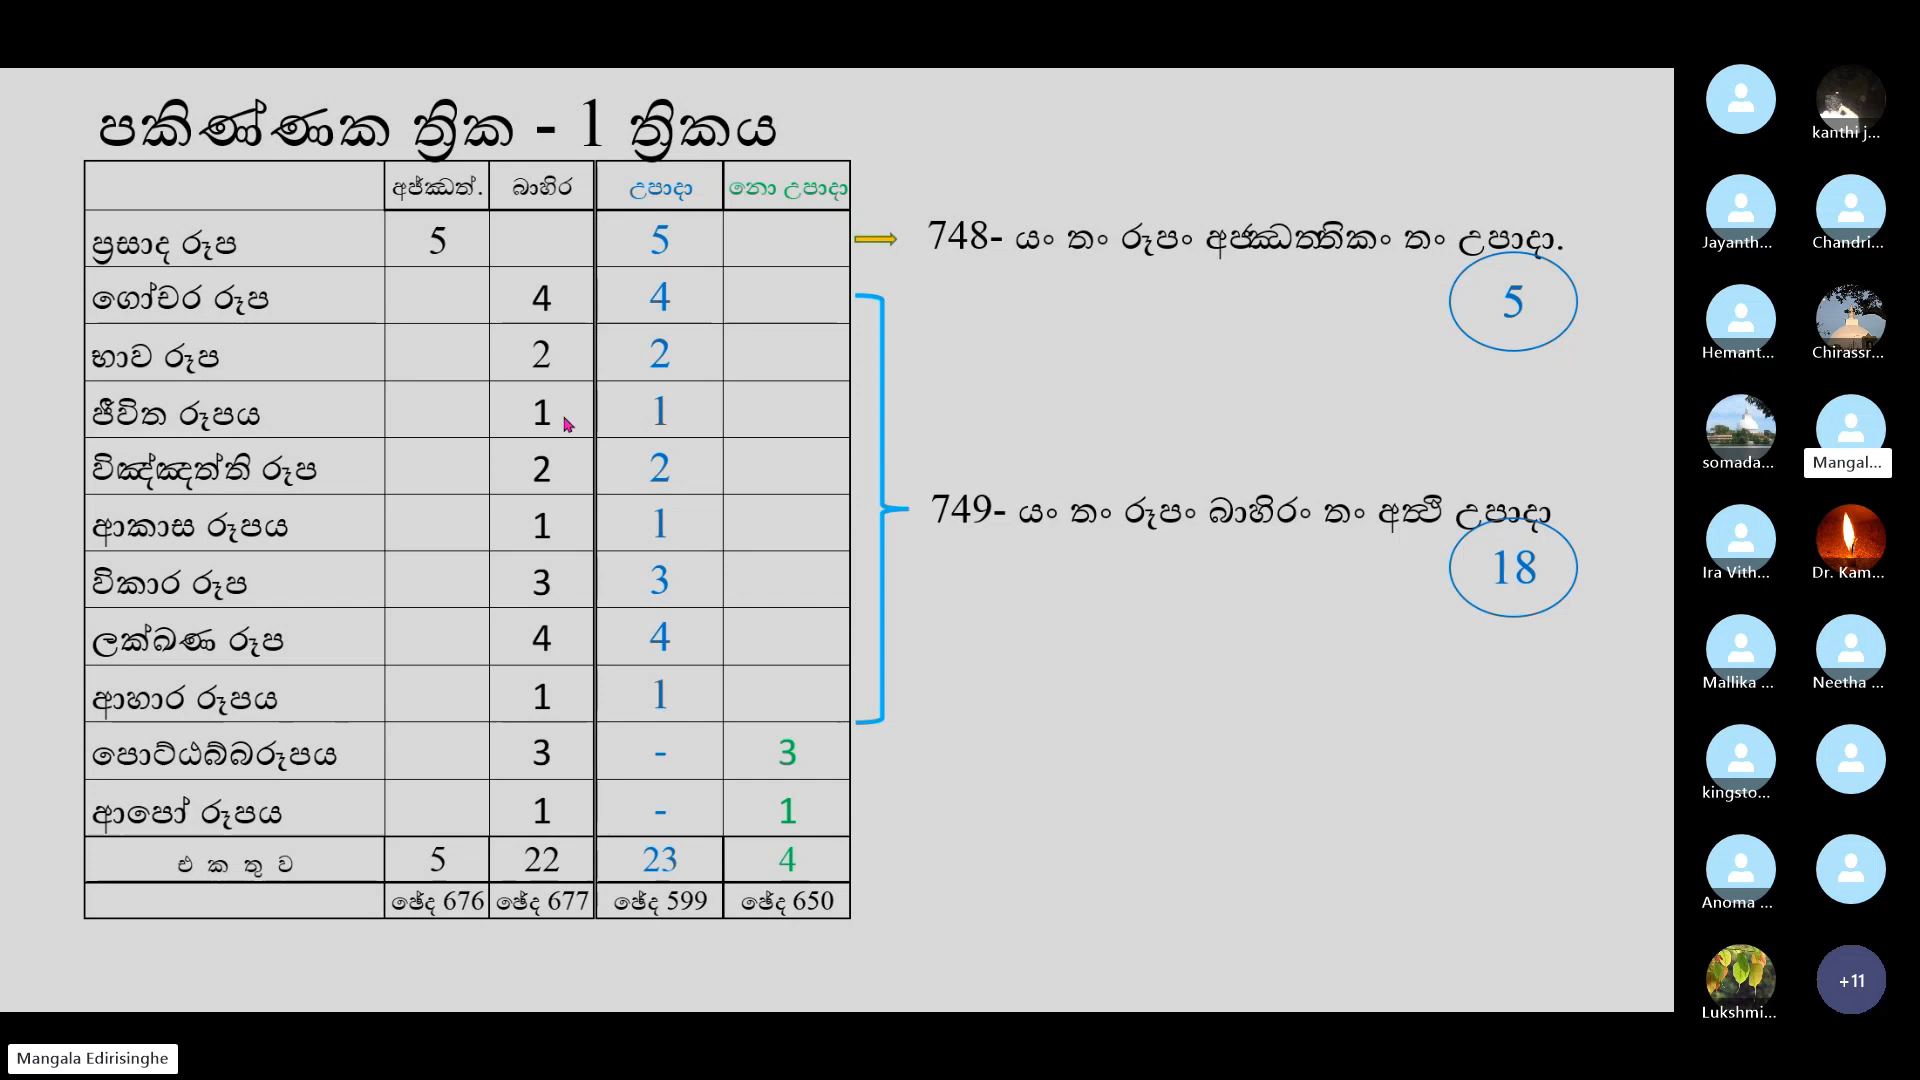 පකිණ්ණක ත්‍රික - 1 ත්‍රිකය
අජ්ඣත්. බාහිර උපාදා නො උපාදා
ප්‍රසාද රූප 5 5
ගෝචර රූප 4 4
භාව රූප 2 2
ජීවිත රූපය 1 1
විඤ්ඤත්ති රූප 2 2
ආකාස රූපය 1 1
විකාර රූප 3 3
ලක්ඛණ රූප 4 4
ආහාර රූපය 1 1
පොට්ඨබ්බරූපය 3 - 3
ආපෝ රූපය 1 - 1
එ ක තු ව 5 22 23 4
ඡේද 676 ඡේද 677 ඡේද 599 ඡේද 650
748- යං තං රූපං අජ්ඣත්තිකං තං උපාදා.
5
749- යං තං රූපං බාහිරං තං අත්ථි උපාදා
18
kanthi j...
Jayanth...
Chandri...
Hemant...
Chirassr...
somada...
Mangal...
Ira Vith...
Dr. Kam...
Mallika ...
Neetha ...
kingsto...
Anoma ...
Lukshmi...
+11
Mangala Edirisinghe